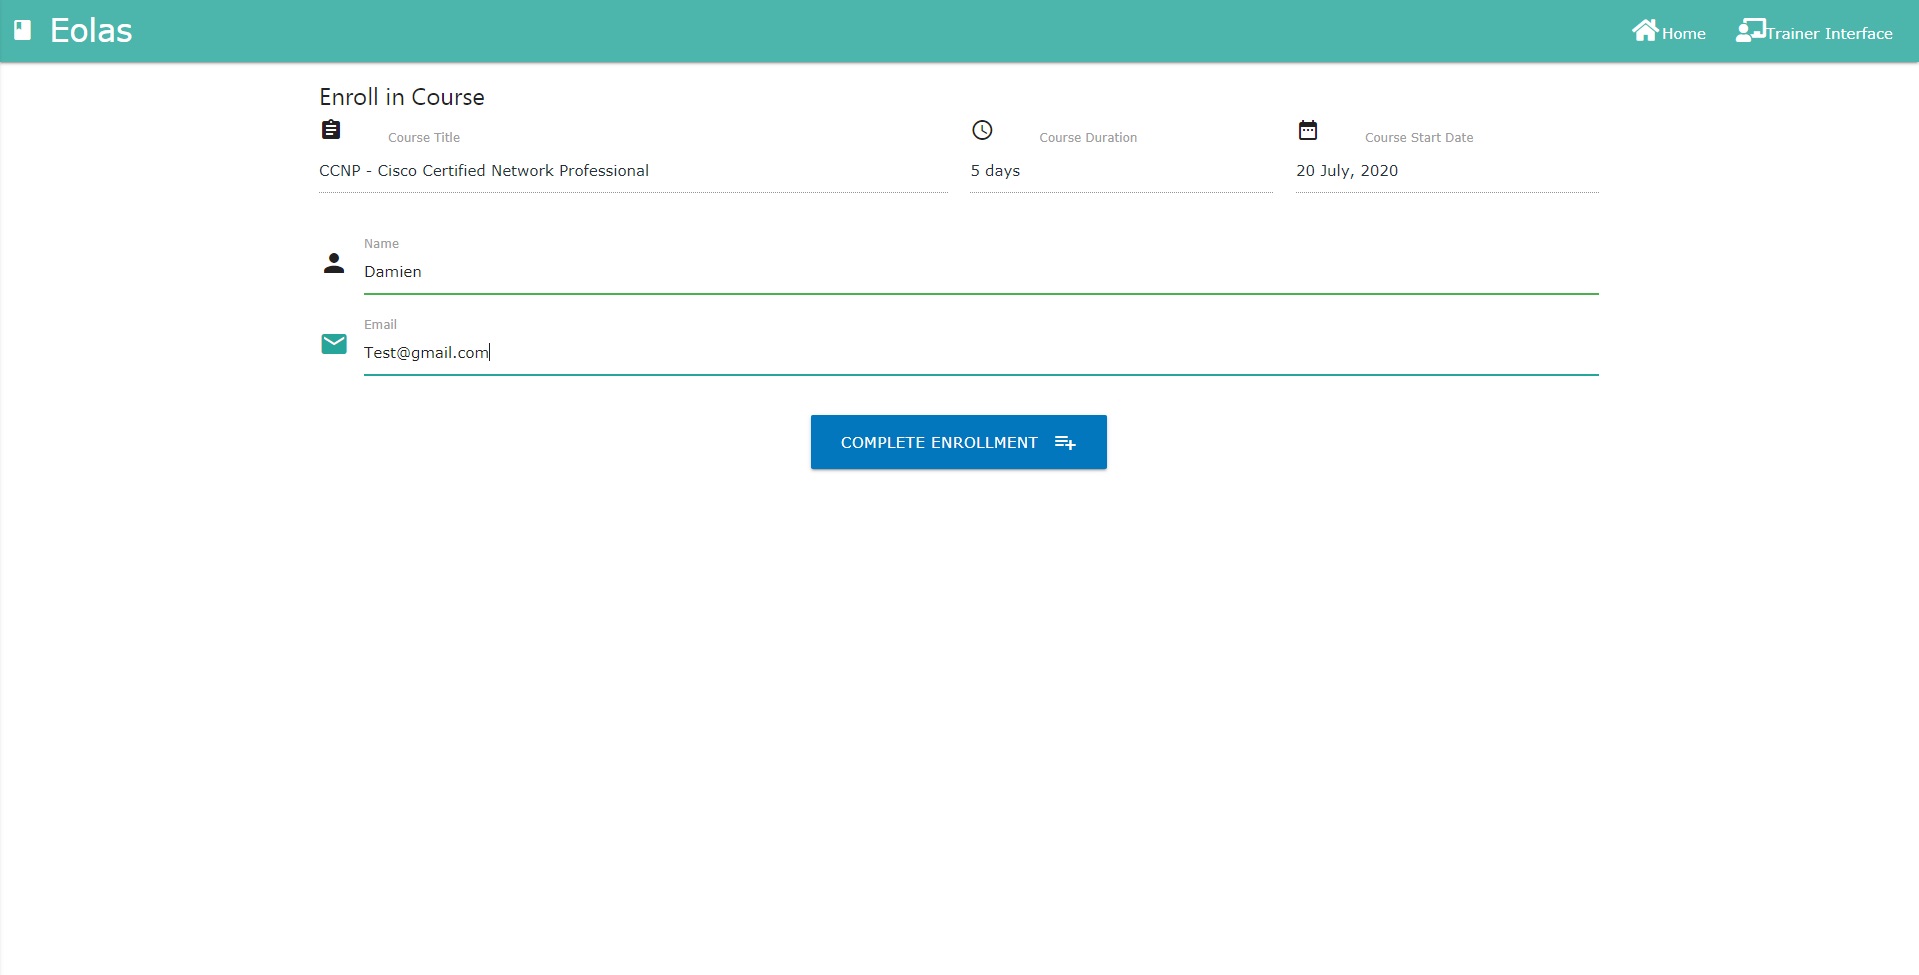 Eolas
Home
Trainer Interface
Enroll in Course
Course Title
Course Duration
Course Start Date
CCNP - Cisco Certified Network Professional
5 days
20 July, 2020
Name
Damien
Email
Test@gmail.com
COMPLETE ENROLLMENT